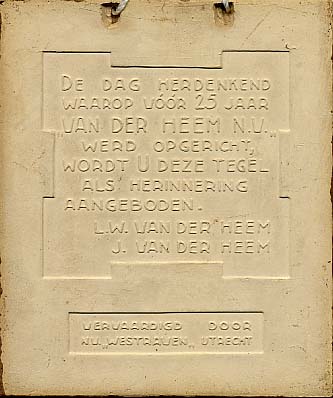 DE DAG HERDENKEND
WAAROP VÓÓR 25 JAAR
„VAN DER HEEM N.V.„
WERD OPGERICHT,
WORDT U DEZE TEGEL
ALS HERINNERING
AANGEBODEN.
L.W. VAN DER HEEM
J. VAN DER HEEM
VERVAARDIGD DOOR
N.V. „WESTRAVEN„ UTRECHT